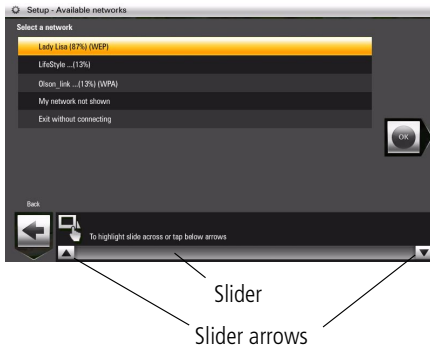 Setup - Available networks
Select a network
Lady Lisa (87%) (WEP)
LifeStyle ...(13%)
Olson_link ...(13%) (WPA)
My network not shown
Exit without connecting
OK
Back
To highlight slide across or tap below arrows
Slider
Slider arrows